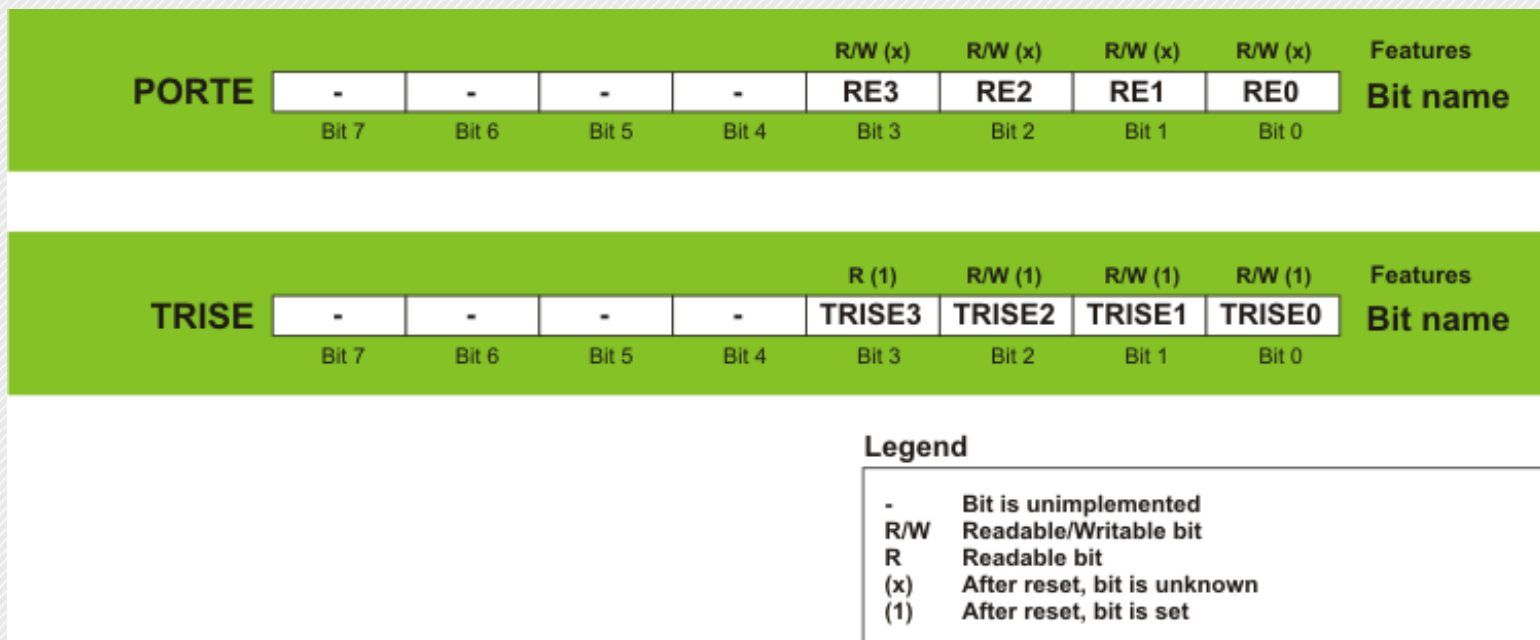 R/W (x) R/W (x) R/W (x) R/W (x) Features
PORTE - - - - RE3 RE2 RE1 RE0 Bit name
Bit 7 Bit 6 Bit 5 Bit 4 Bit 3 Bit 2 Bit 1 Bit 0
R (1) R/W (1) R/W (1) R/W (1) Features
TRISE - - - - TRISE3 TRISE2 TRISE1 TRISE0 Bit name
Bit 7 Bit 6 Bit 5 Bit 4 Bit 3 Bit 2 Bit 1 Bit 0
Legend
- Bit is unimplemented
R/W Readable/Writable bit
R Readable bit
(x) After reset, bit is unknown
(1) After reset, bit is set